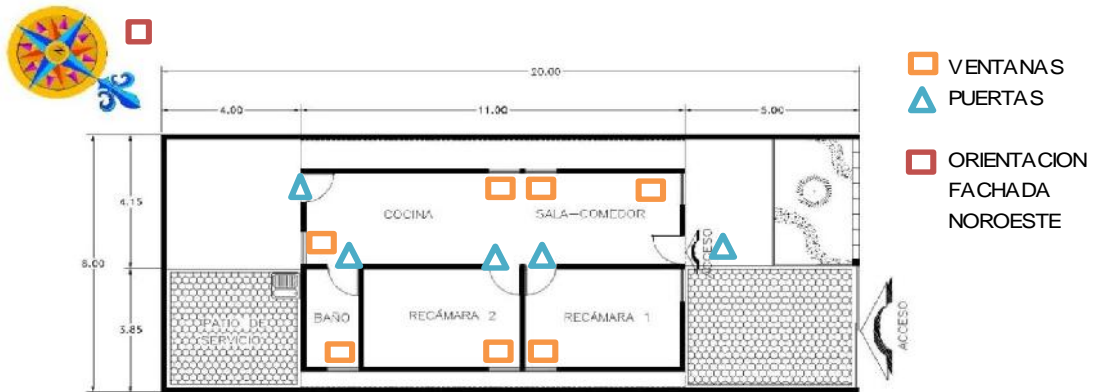 20.00
4.00
11.00
5.00
8.00
4.15
3.85
COCINA
SALA-COMEDOR
ACCESO
PATIO DE
SERVICIO
BAÑO
RECÁMARA 2
RECÁMARA 1
ACCESO
VENTANAS
PUERTAS
ORIENTACION
FACHADA
NOROESTE